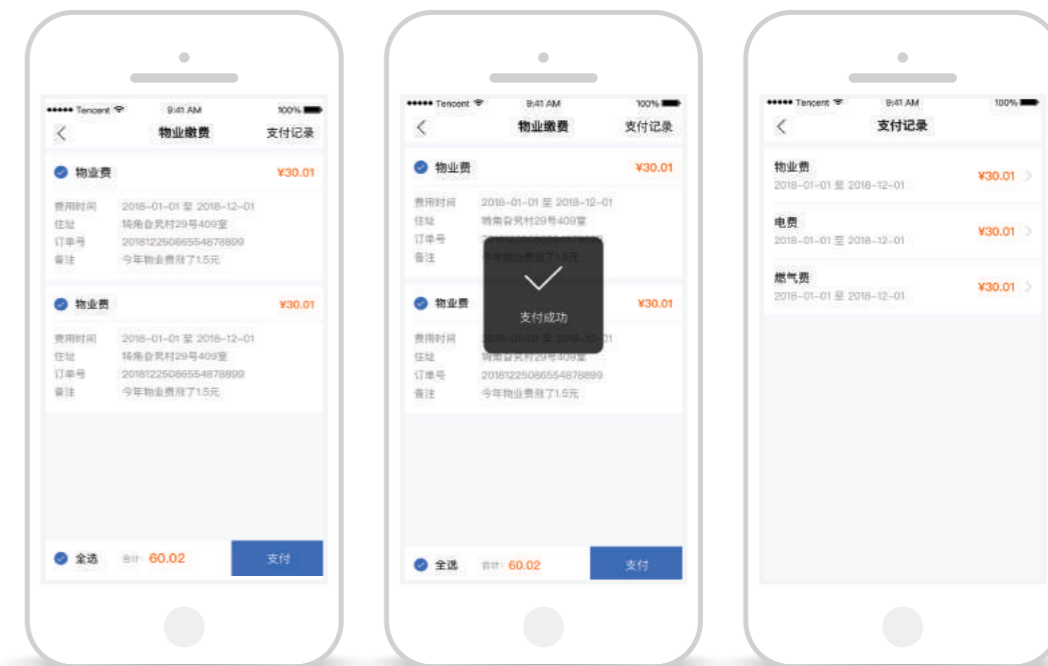 Tencent 9:41 AM 100%
物业缴费 支付记录
物业费 ¥30.01
费用时间 2018-01-01 至 2018-12-01
住址 村29号409室
订单号 20181225086554878899
备注 今年物业费涨了1.5元
物业费 ¥30.01
费用时间 2018-01-01 至 2018-12-01
住址 村29号409室
订单号 20181225086554878899
备注 今年物业费涨了1.5元
全选 合计: 60.02 支付
Tencent 9:41 AM 100%
物业缴费 支付记录
物业费 ¥30.01
费用时间 2018-01-01 至 2018-12-01
住址 村29号409室
订单号
备注
支付成功
物业费 ¥30.01
费用时间
住址 村29号409室
订单号 20181225086554878899
备注 今年物业费涨了1.5元
全选 合计: 60.02 支付
Tencent 9:41 AM 100%
支付记录
物业费 ¥30.01
2018-01-01 至 2018-12-01
电费 ¥30.01
2018-01-01 至 2018-12-01
燃气费 ¥30.01
2018-01-01 至 2018-12-01